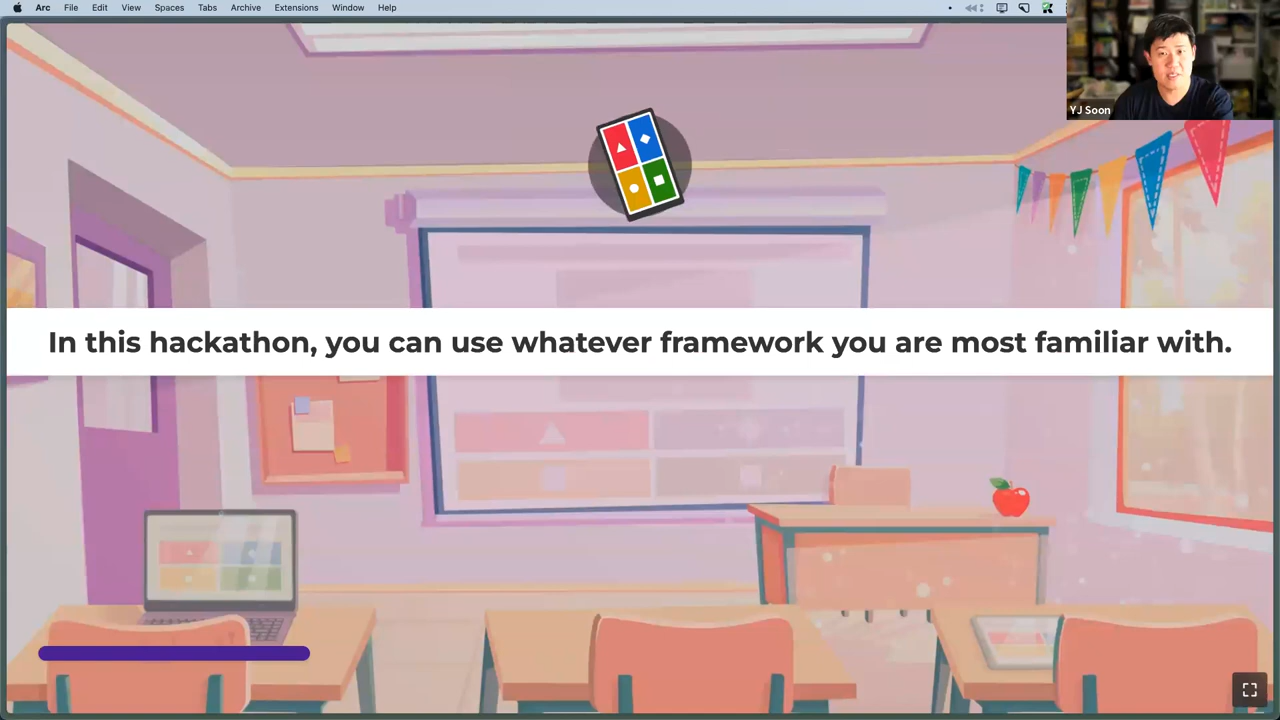 Arc File Edit View Spaces Tabs Archive Extensions Window Help
YJ Soon
In this hackathon, you can use whatever framework you are most familiar with.